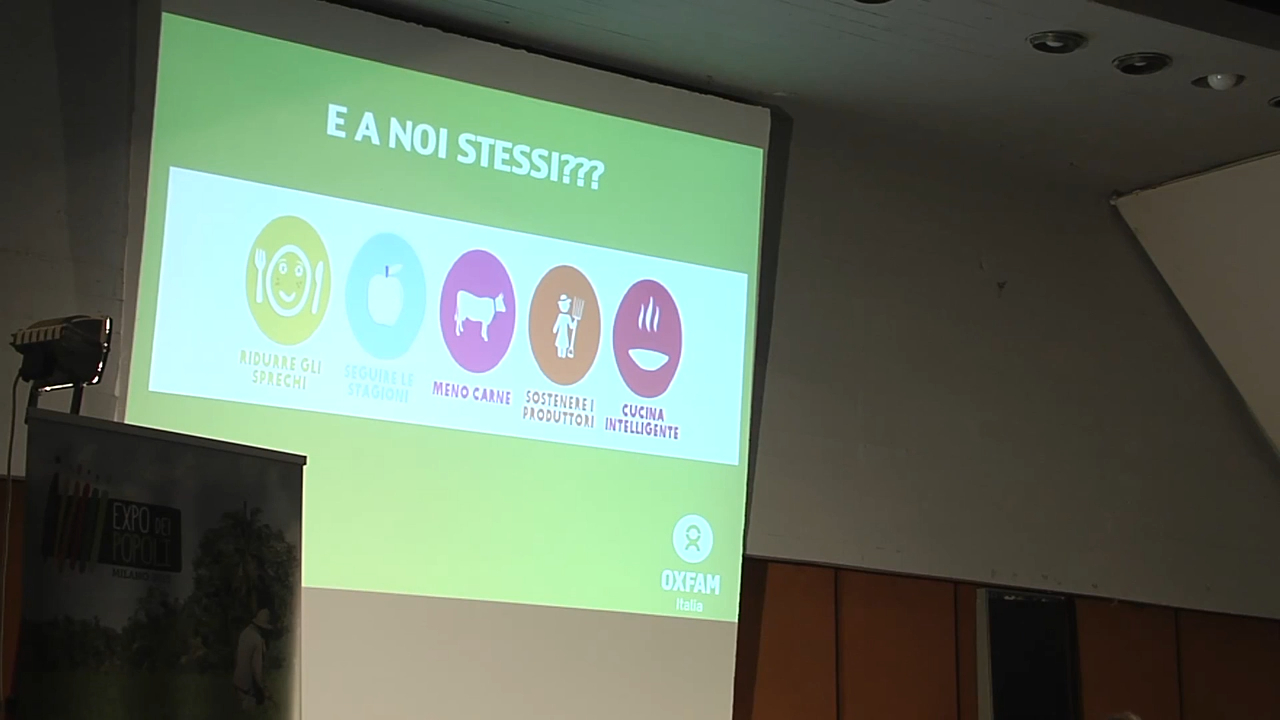 E A NOI STESSI???
RIDURRE GLI
SPRECHI
SEGUIRE LE
STAGIONI
MENO CARNE
SOSTENERE I
PRODUTTORI
CUCINA
INTELLIGENTE
OXFAM
Italia
EXPO DEI
POPOLI
MILANO